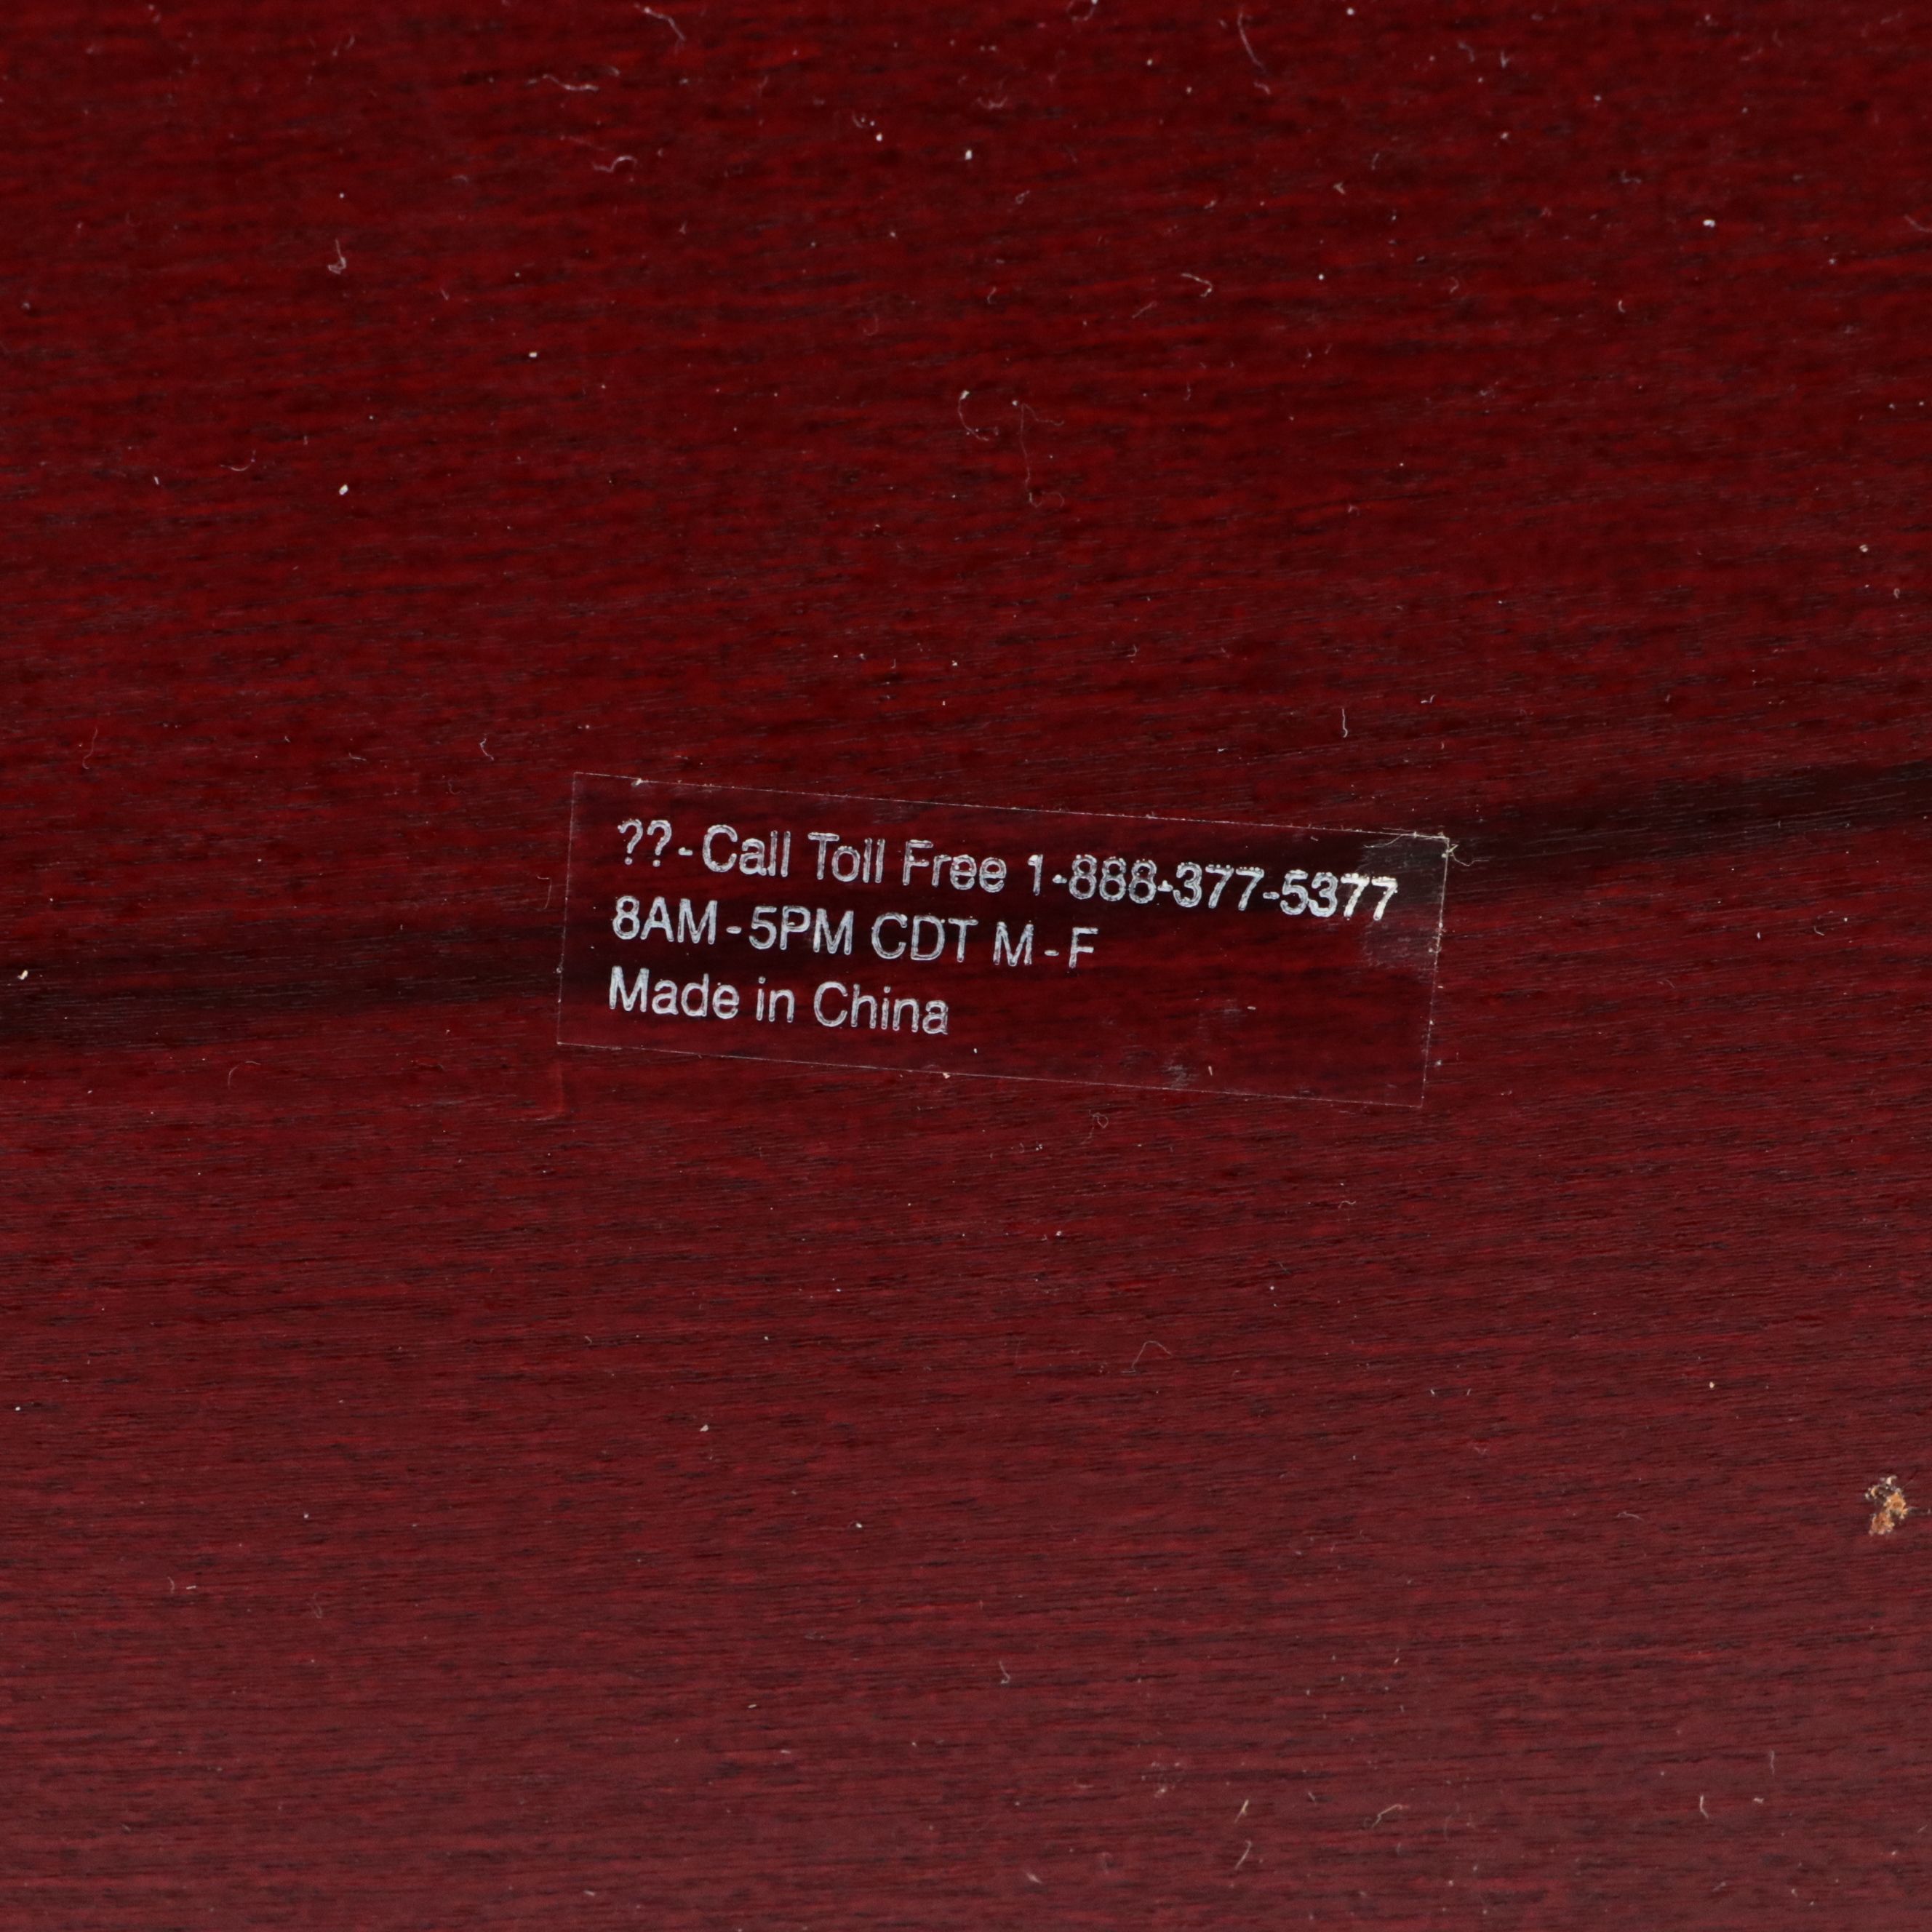 ??-Call Toll Free 1-888-377-5377
8AM-5PM CDT M-F
Made in China